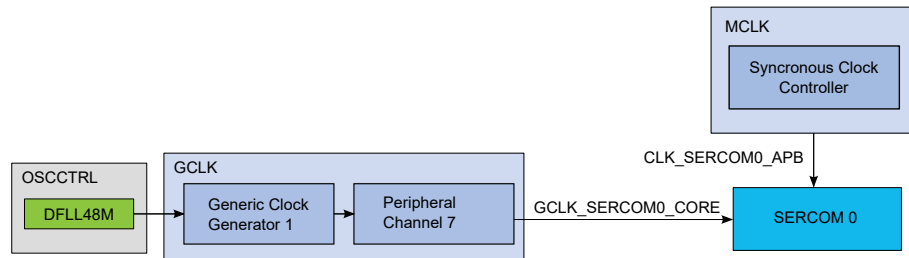 MCLK
Syncronous Clock
Controller
CLK_SERCOM0_APB
GCLK
OSCCTRL
DFLL48M
Generic Clock
Generator 1
Peripheral
Channel 7
GCLK_SERCOM0_CORE
SERCOM 0